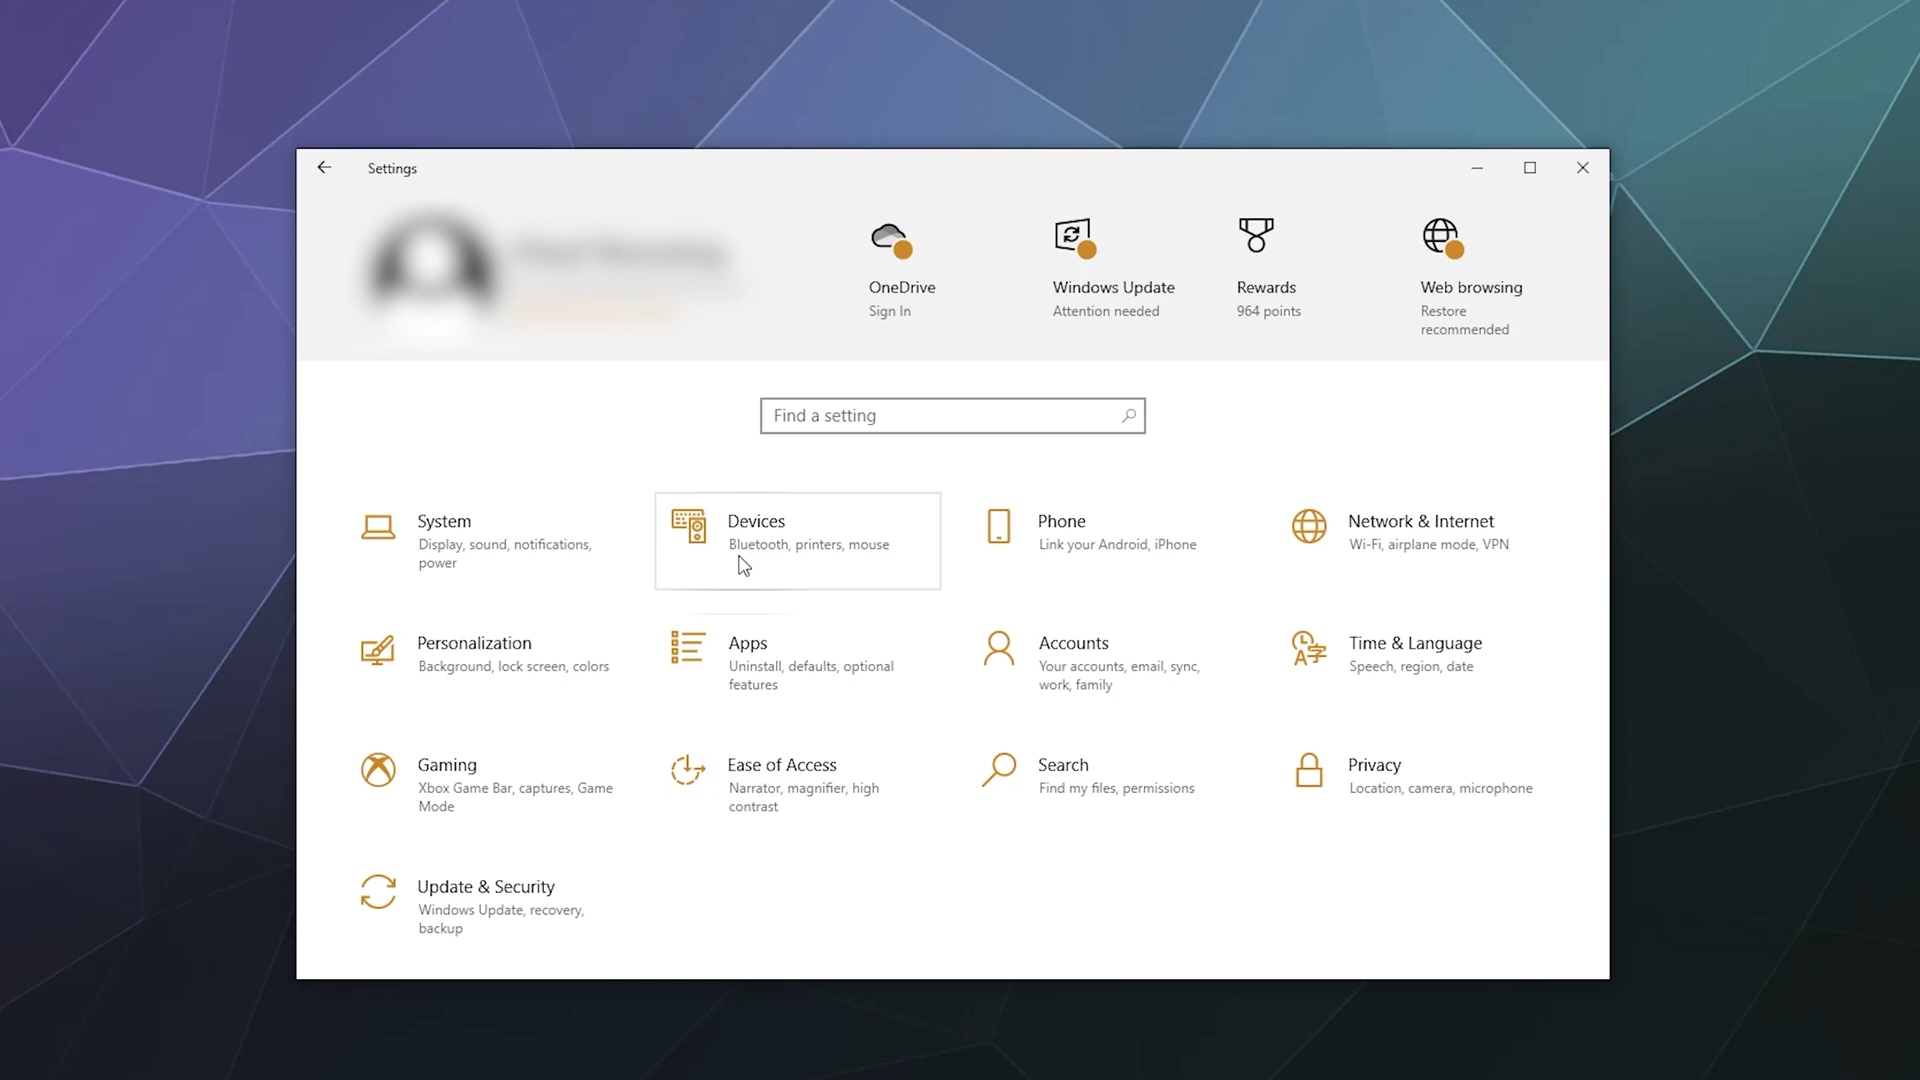 Settings
OneDrive
Sign In
Windows Update
Attention needed
Rewards
964 points
Web browsing
Restore
recommended
Find a setting
System
Display, sound, notifications,
power
Devices
Bluetooth, printers, mouse
Phone
Link your Android, iPhone
Network & Internet
Wi-Fi, airplane mode, VPN
Personalization
Background, lock screen, colors
Apps
Uninstall, defaults, optional
features
Accounts
Your accounts, email, sync,
work, family
Time & Language
Speech, region, date
Gaming
Xbox Game Bar, captures, Game
Mode
Ease of Access
Narrator, magnifier, high
contrast
Search
Find my files, permissions
Privacy
Location, camera, microphone
Update & Security
Windows Update, recovery,
backup